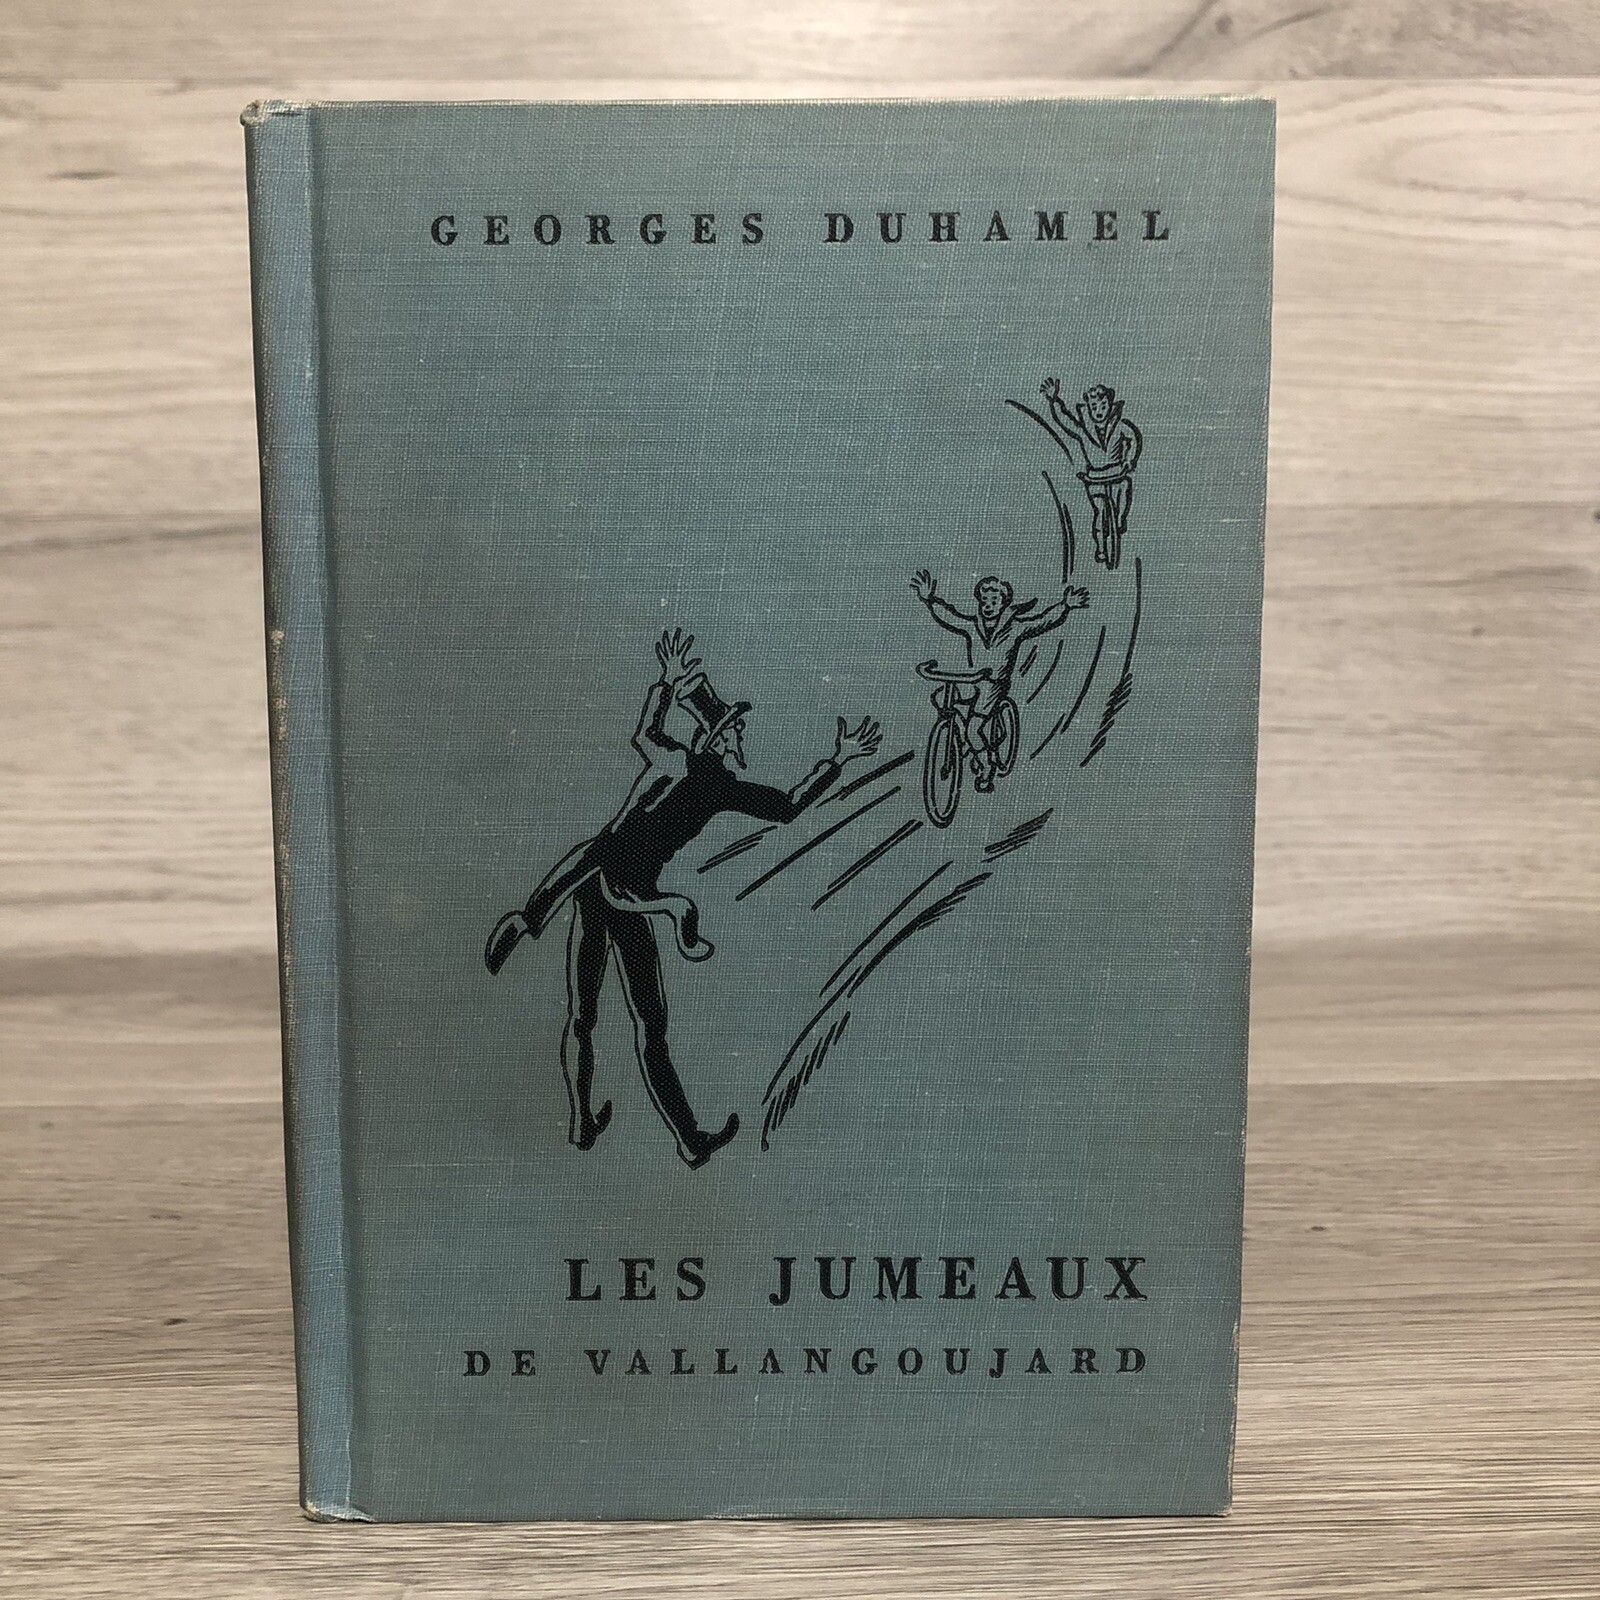 GEORGES DUHAMEL
LES JUMEAUX
DE VALLANGOUJARD